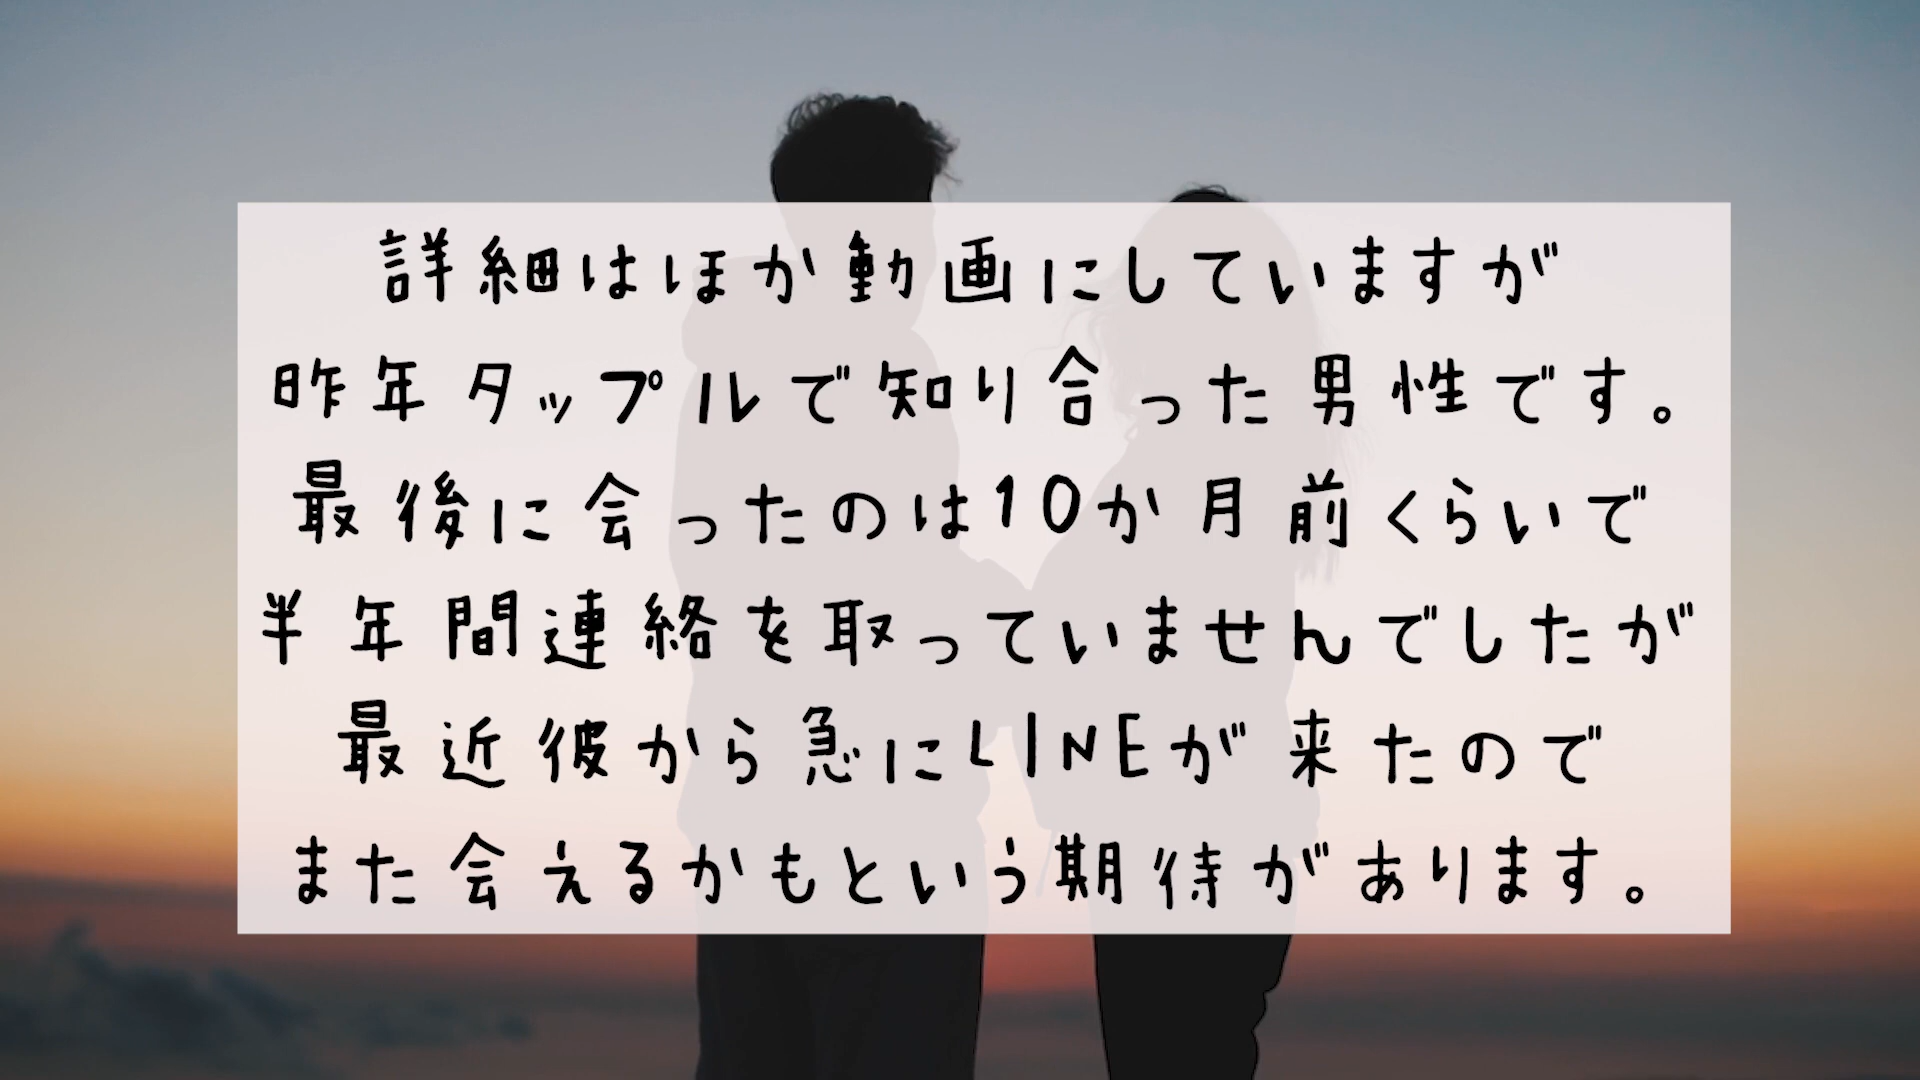 詳細はほか動画にしていますが
昨年タップルで知り合った男性です。
最後に会ったのは10か月前くらいで
半年間連絡を取っていませんでしたが
最近彼から急にLINEが来たので
また会えるかもという期待があります。